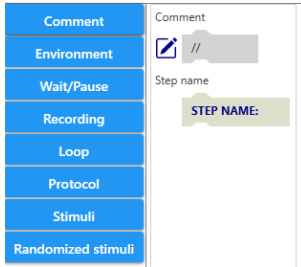 Comment
Environment
Wait/Pause
Recording
Loop
Protocol
Stimuli
Randomized stimuli
Comment
//
Step name
STEP NAME: